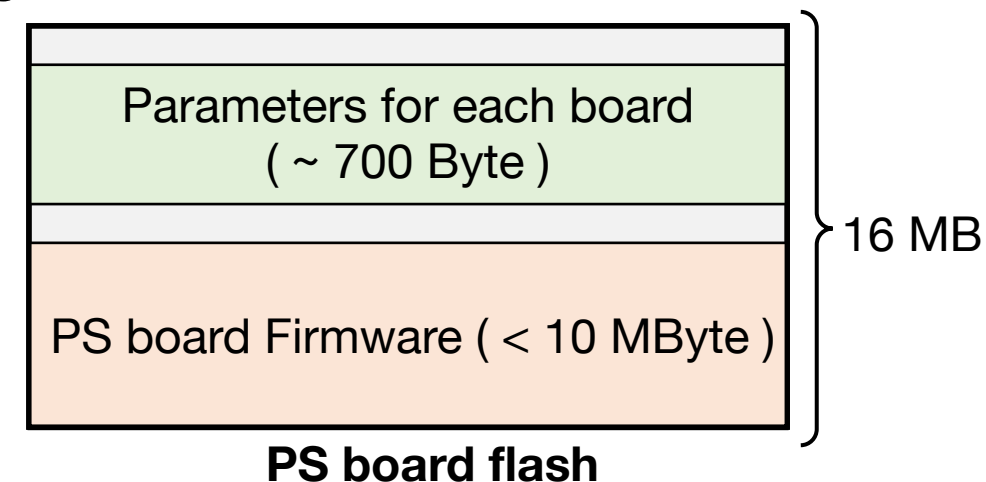 Parameters for each board
( ~ 700 Byte )
16 MB
PS board Firmware ( < 10 MByte )
PS board flash